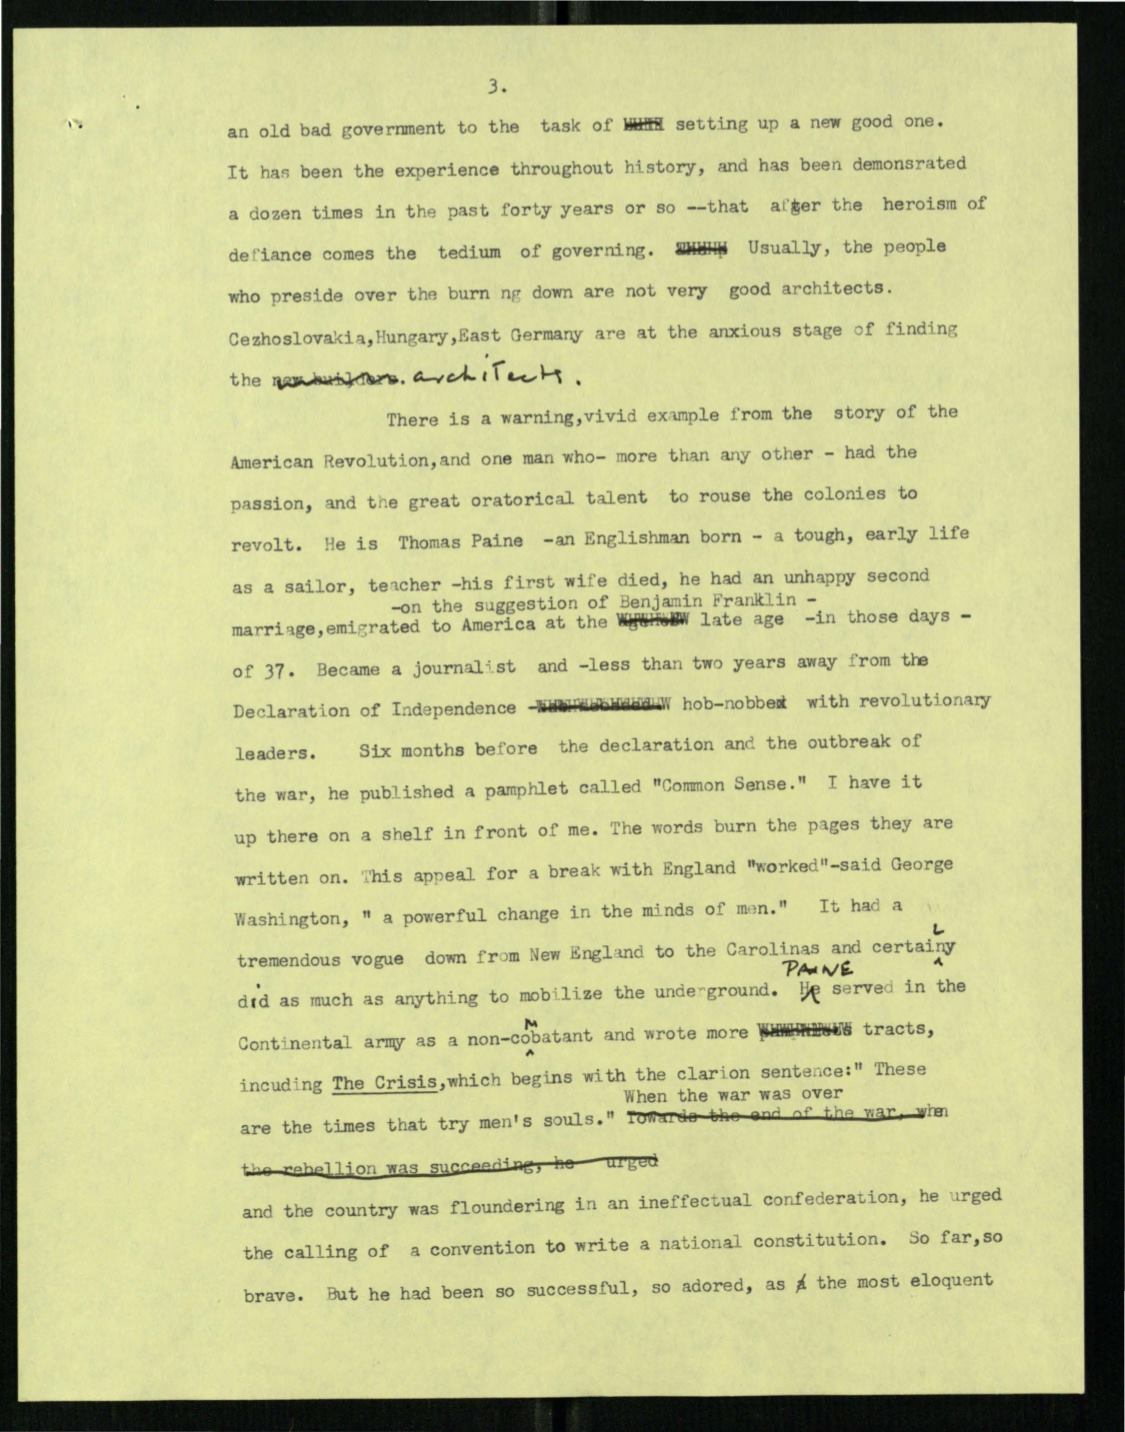 3.
an old bad government to the task of setting up a new good one.
It has been the experience throughout history, and has been demonsrated
a dozen times in the past forty years or so --that after the heroism of
defiance comes the tedium of governing. Usually, the people
who preside over the burn ng down are not very good architects.
Cezhoslovakia,Hungary,East Germany are at the anxious stage of finding
the new builders. architects.
There is a warning,vivid example from the story of the
American Revolution,and one man who- more than any other - had the
passion, and the great oratorical talent to rouse the colonies to
revolt. He is Thomas Paine -an Englishman born - a tough, early life
as a sailor, teacher -his first wife died, he had an unhappy second
-on the suggestion of Benjamin Franklin -
marriage,emigrated to America at the late age -in those days -
of 37. Became a journalist and -less than two years away from the
Declaration of Independence - hob-nobbed with revolutionary
leaders. Six months before the declaration and the outbreak of
the war, he published a pamphlet called "Common Sense." I have it
up there on a shelf in front of me. The words burn the pages they are
written on. This appeal for a break with England "worked"-said George
Washington, " a powerful change in the minds of men." It had a
L
tremendous vogue down from New England to the Carolinas and certainy
PAINE
did as much as anything to mobilize the underground. He served in the
M
Continental army as a non-cobatant and wrote more tracts,
incuding The Crisis,which begins with the clarion sentence:" These
When the war was over
are the times that try men's souls." Towards the end of the war, when
the rebellion was succeeding, he urged
and the country was floundering in an ineffectual confederation, he urged
the calling of a convention to write a national constitution. So far,so
brave. But he had been so successful, so adored, as the most eloquent